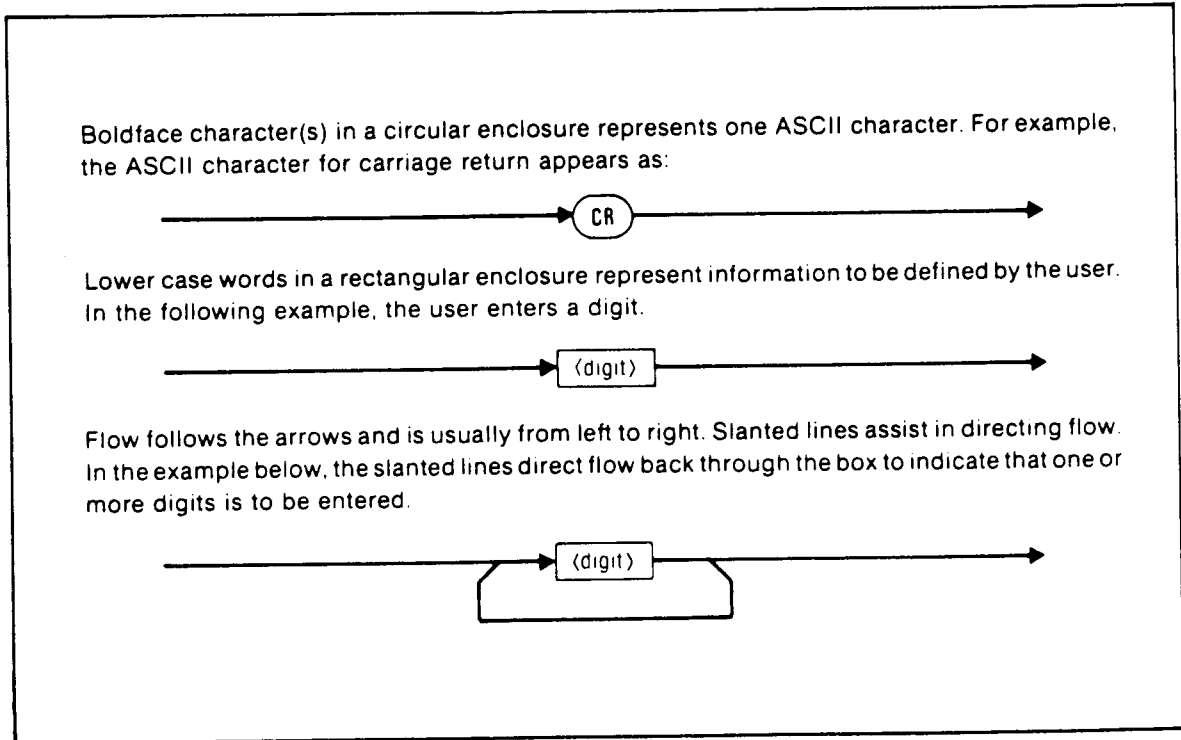 Boldface character(s) in a circular enclosure represents one ASCII character. For example,
the ASCII character for carriage return appears as:
CR
Lower case words in a rectangular enclosure represent information to be defined by the user.
In the following example, the user enters a digit.
⟨digit⟩
Flow follows the arrows and is usually from left to right. Slanted lines assist in directing flow.
In the example below, the slanted lines direct flow back through the box to indicate that one or
more digits is to be entered.
⟨digit⟩